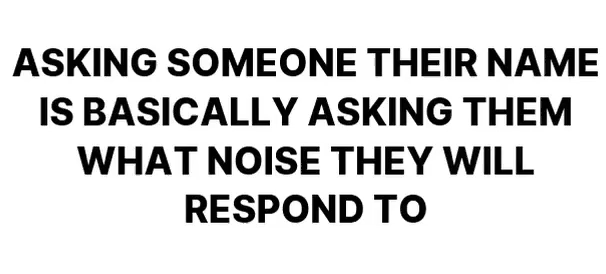 ASKING SOMEONE THEIR NAME
IS BASICALLY ASKING THEM
WHAT NOISE THEY WILL
RESPOND TO